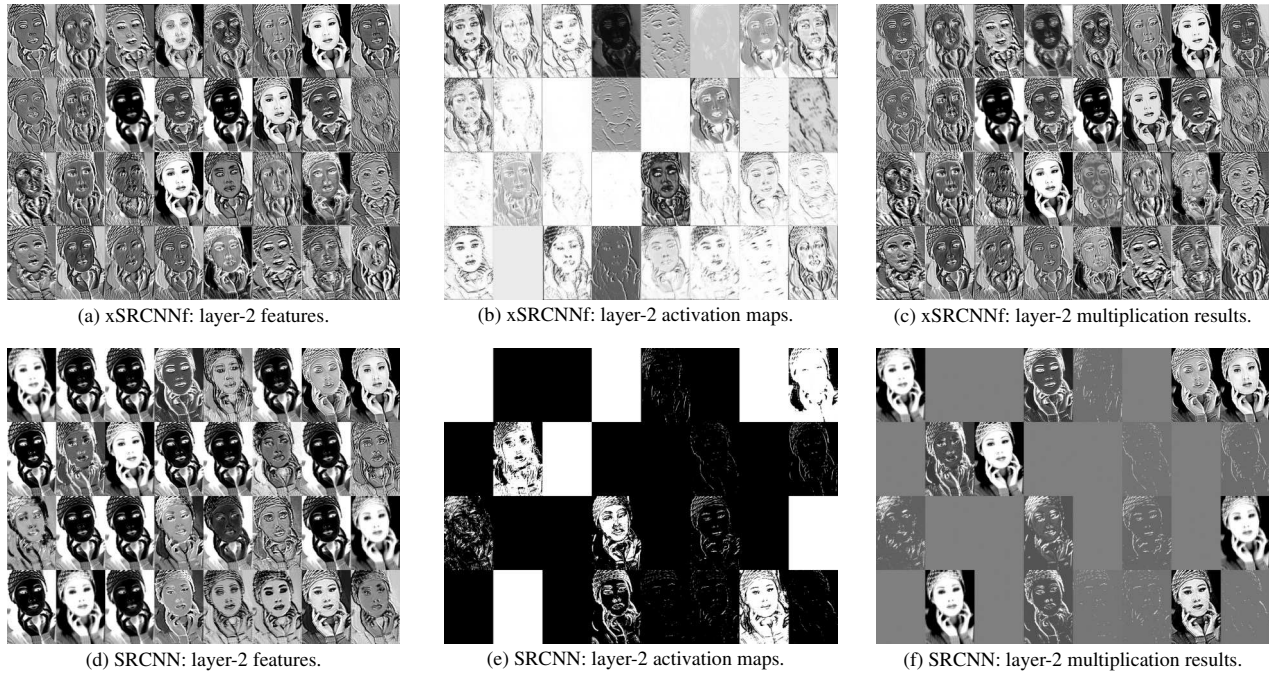 (a) xSRCNNf: layer-2 features.
(b) xSRCNNf: layer-2 activation maps.
(c) xSRCNNf: layer-2 multiplication results.
(d) SRCNN: layer-2 features.
(e) SRCNN: layer-2 activation maps.
(f) SRCNN: layer-2 multiplication results.